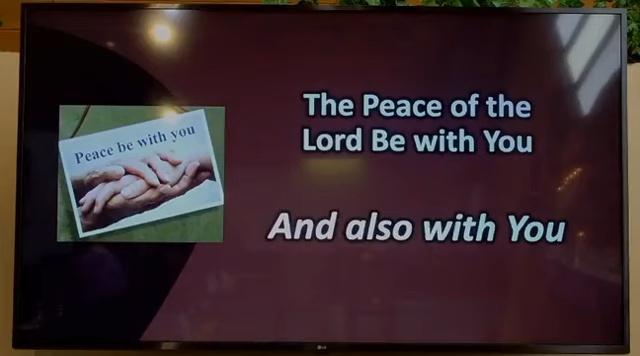 Peace be with you
The Peace of the
Lord Be with You
And also with You
LG